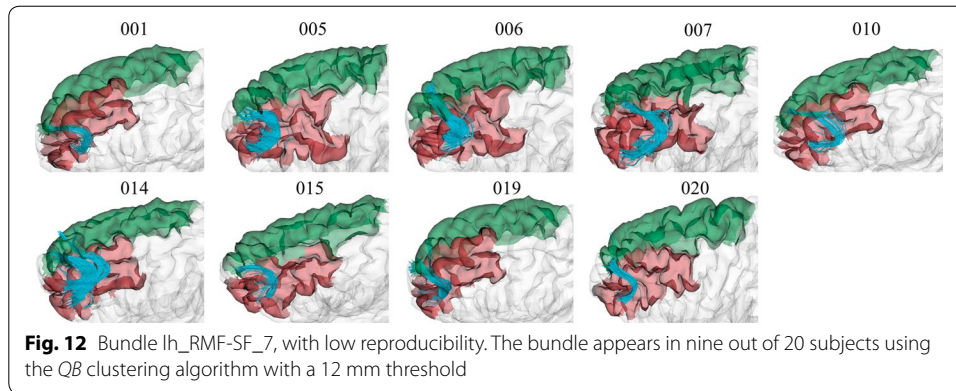 001 005 006 007 010
014 015 019 020
Fig. 12 Bundle lh_RMF-SF_7, with low reproducibility. The bundle appears in nine out of 20 subjects using
the QB clustering algorithm with a 12 mm threshold